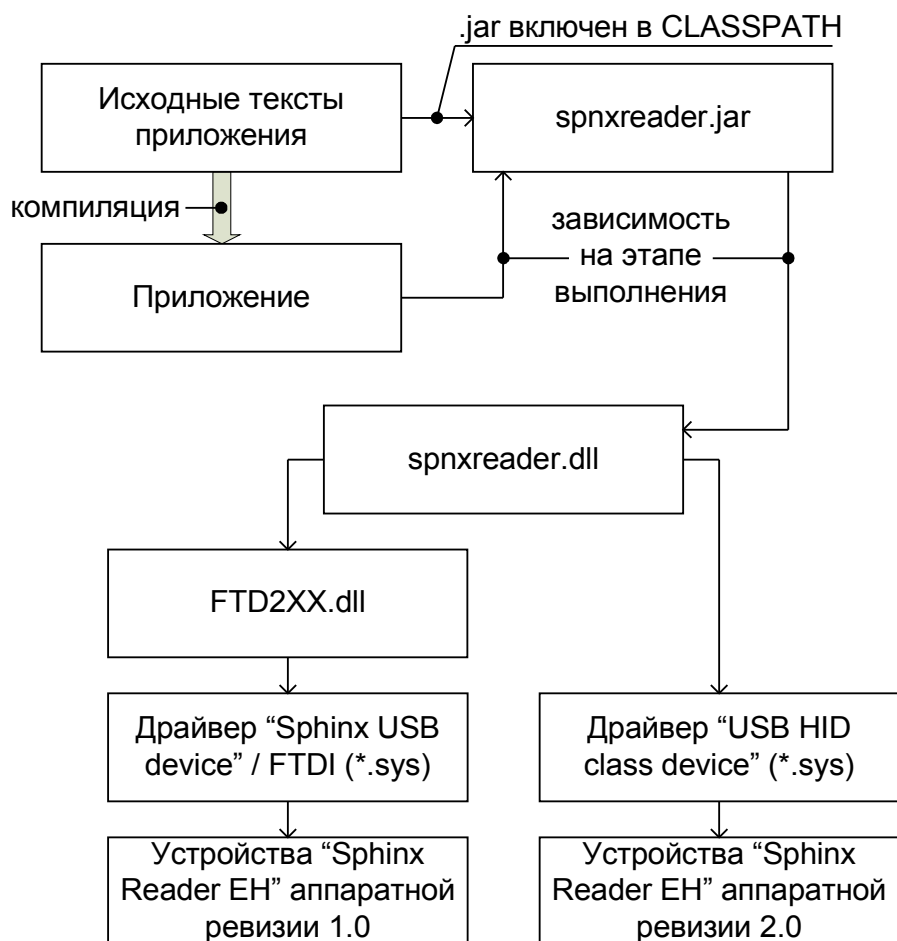 .jar включен в CLASSPATH
Исходные тексты
приложения
spnxreader.jar
компиляция
зависимость
на этапе
выполнения
Приложение
spnxreader.dll
FTD2XX.dll
Драйвер “Sphinx USB
device” / FTDI (*.sys)
Драйвер “USB HID
class device” (*.sys)
Устройства “Sphinx
Reader EH” аппаратной
ревизии 1.0
Устройства “Sphinx
Reader EH” аппаратной
ревизии 2.0